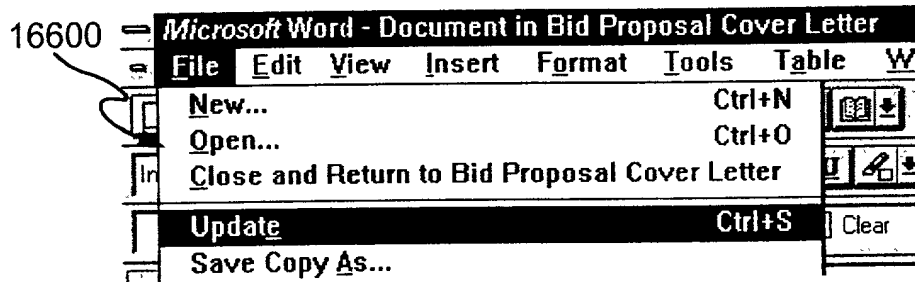 16600
Microsoft Word - Document in Bid Proposal Cover Letter
File Edit View Insert Format Tools Table W
New... Ctrl+N
Open... Ctrl+O
In Close and Return to Bid Proposal Cover Letter U
Update Ctrl+S Clear
Save Copy As...